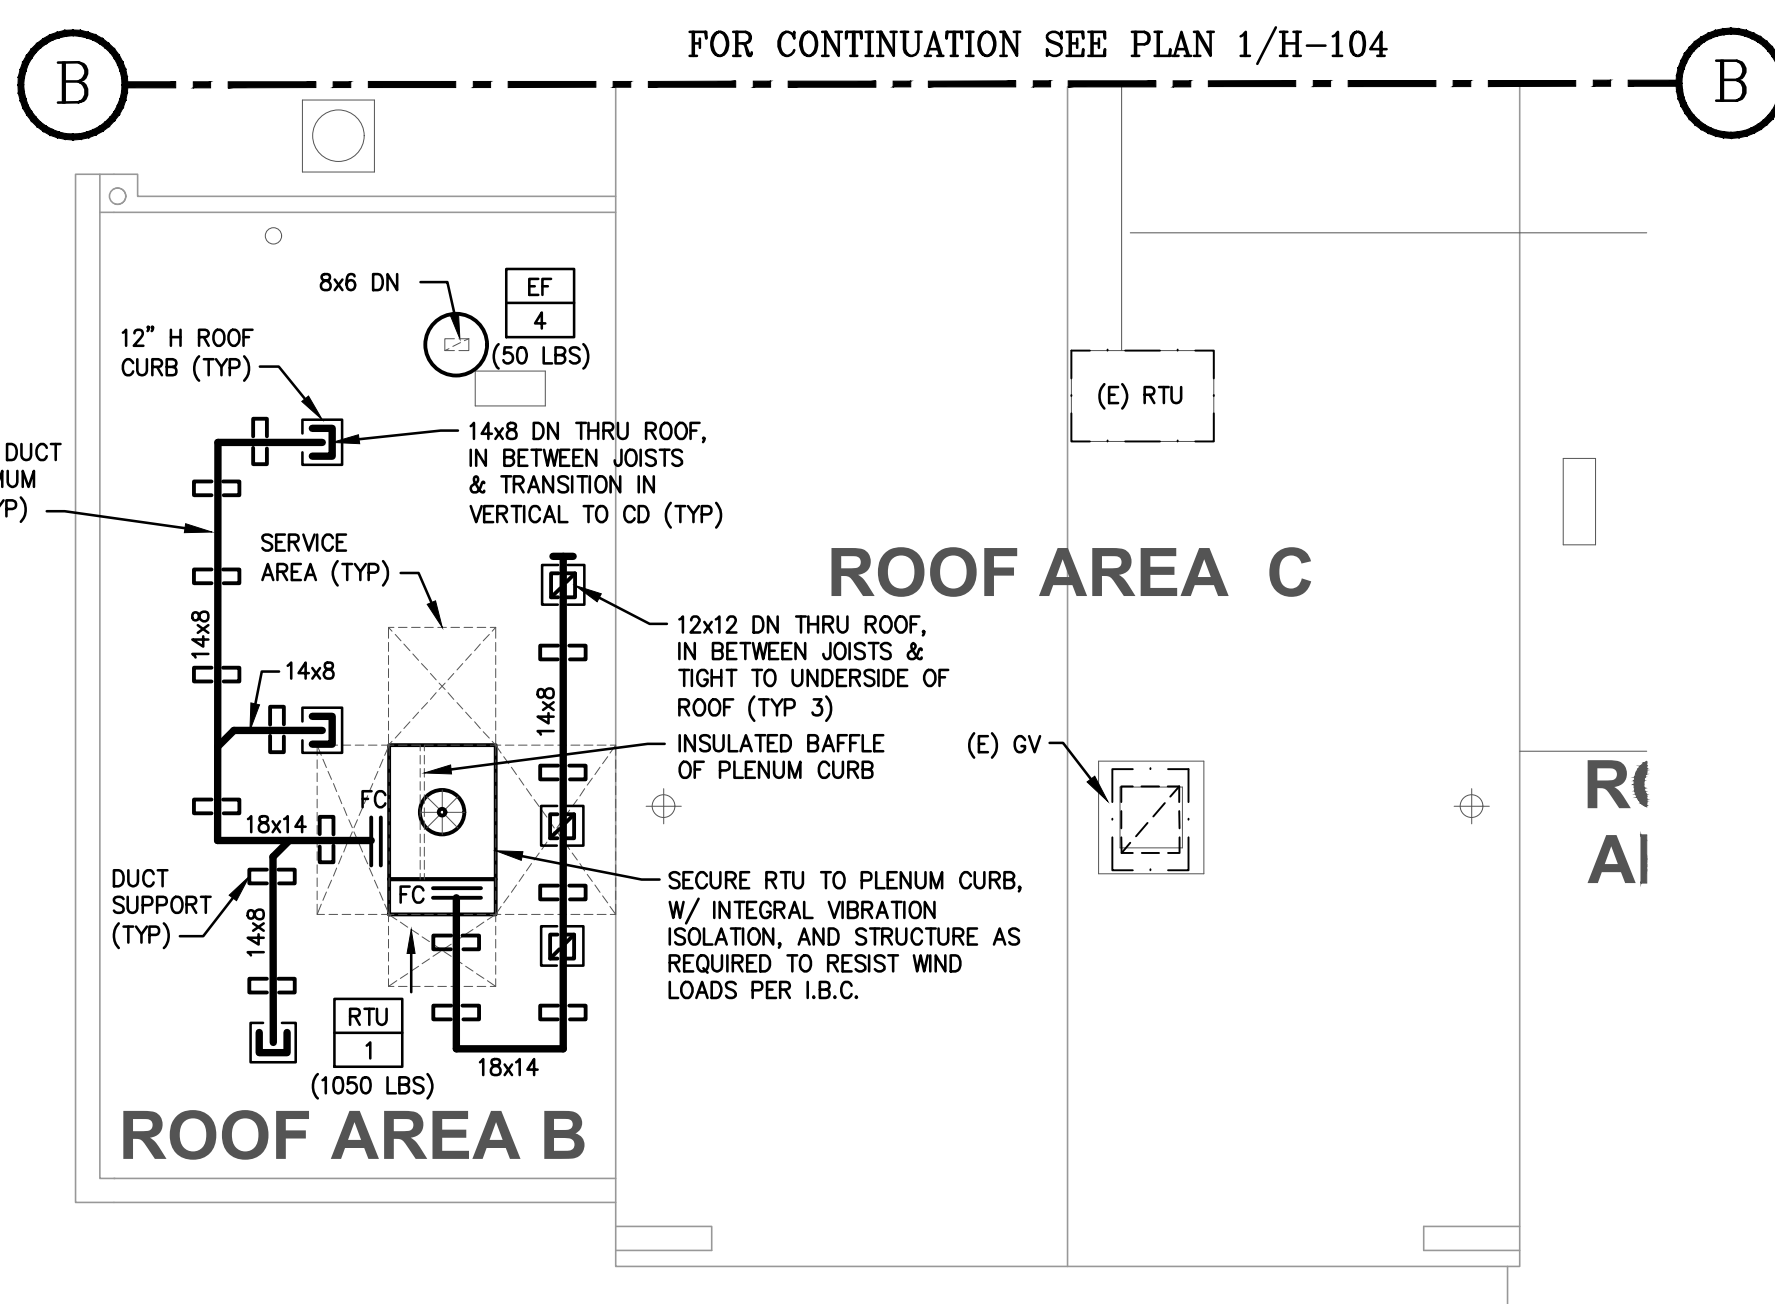 FOR CONTINUATION SEE PLAN 1/H-104
B
B
8x6 DN
EF
4
(50 LBS)
12" H ROOF
CURB (TYP)
DUCT
14x8 DN THRU ROOF,
IN BETWEEN JOISTS
& TRANSITION IN
VERTICAL TO CD (TYP)
(E) RTU
SERVICE
AREA (TYP)
ROOF AREA C
14x8
14x8
12x12 DN THRU ROOF,
IN BETWEEN JOISTS &
TIGHT TO UNDERSIDE OF
ROOF (TYP 3)
14x8
INSULATED BAFFLE
OF PLENUM CURB
(E) GV
FC
18x14
FC
DUCT
SUPPORT
(TYP)
14x8
SECURE RTU TO PLENUM CURB,
W/ INTEGRAL VIBRATION
ISOLATION, AND STRUCTURE AS
REQUIRED TO RESIST WIND
LOADS PER I.B.C.
RTU
1
(1050 LBS)
18x14
ROOF AREA B